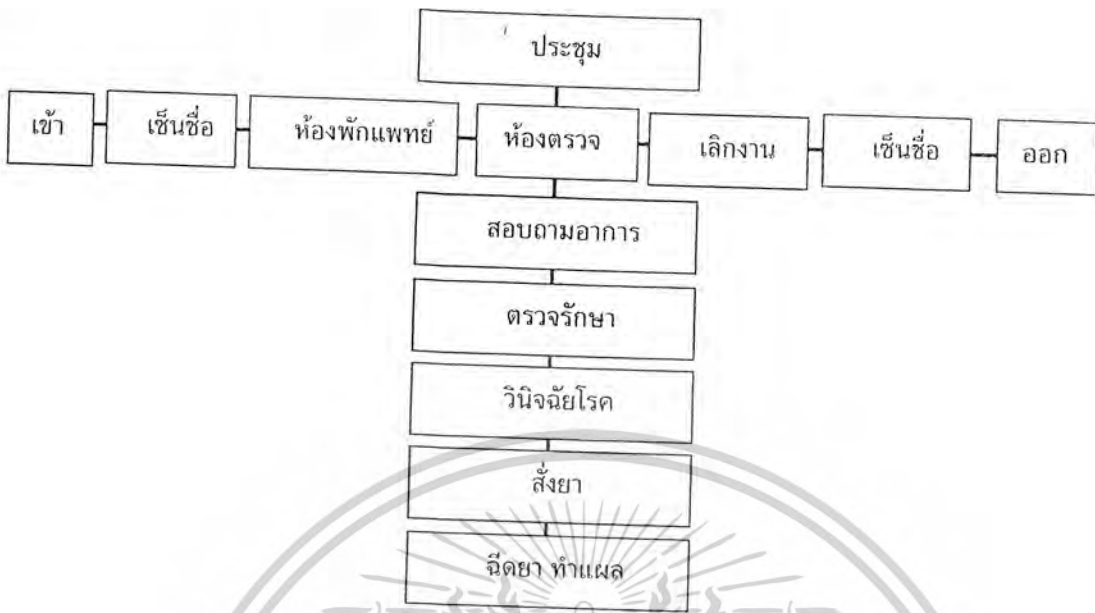 ประชุม
เข้า
เซ็นชื่อ
ห้องพักแพทย์
ห้องตรวจ
เลิกงาน
เซ็นชื่อ
ออก
สอบถามอาการ
ตรวจรักษา
วินิจฉัยโรค
สั่งยา
ฉีดยา ทำแผล